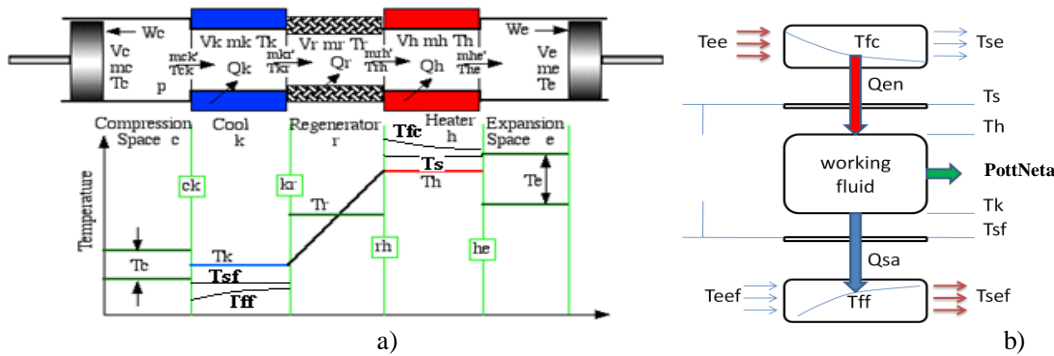 Wc
We
Vk mk Tk
Vr mr Tr
Vh mh Th
Vc
mc
Tc
p
mck'
Tck
Qk
mkr'
Tkr
Qr
mrh'
Trh
Qh
mhe'
The
Ve
me
Te
Compression
Space c
Cool
k
Regenerator
r
Heater
h
Expansion
Space e
Temperature
Tfc
Ts
Th
Te
ck
kr
Tr
rh
he
Tc
Tk
Tsf
Tff
a)
Tee
Tfc
Tse
Qen
Ts
Th
working
fluid
PottNeta
Tk
Tsf
Qsa
Teef
Tff
Tsef
b)